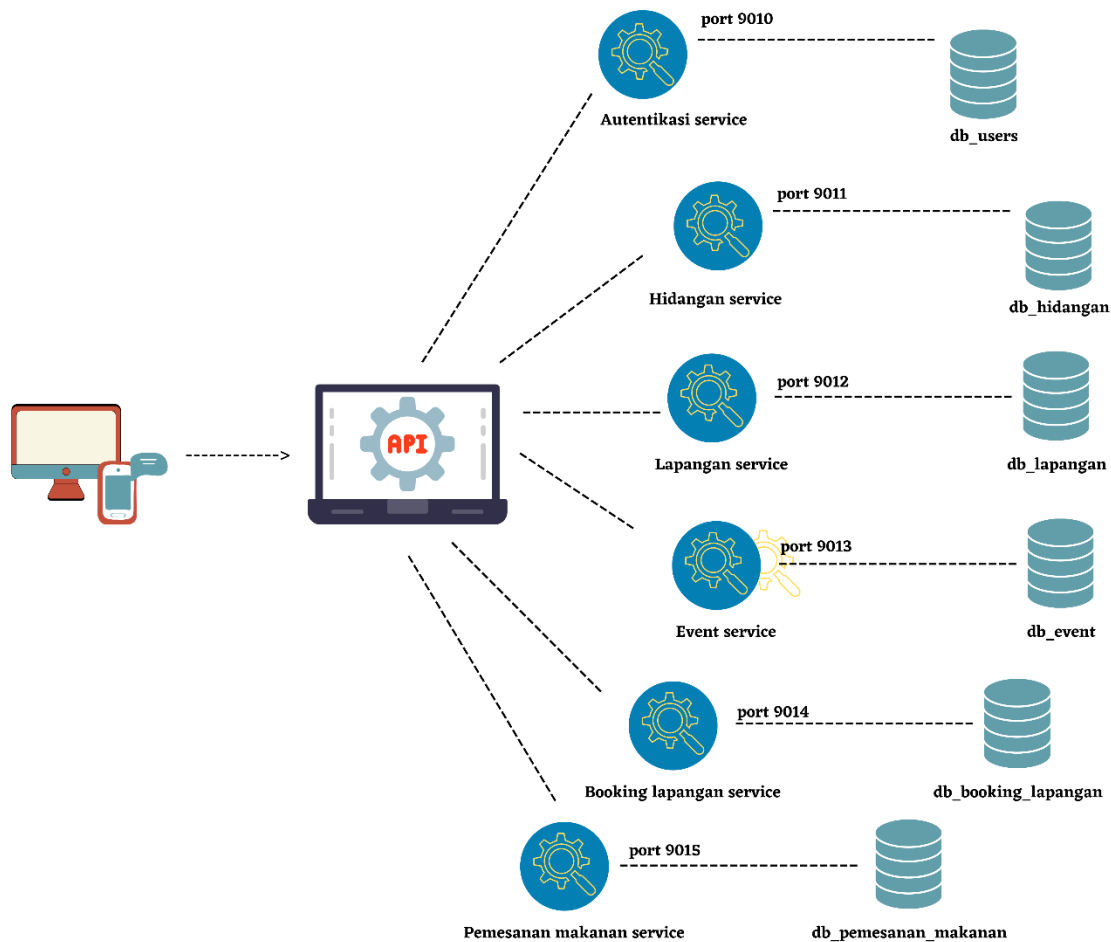 port 9010
Autentikasi service
db_users
port 9011
Hidangan service
db_hidangan
API
port 9012
Lapangan service
db_lapangan
port 9013
Event service
db_event
port 9014
Booking lapangan service
db_booking_lapangan
port 9015
Pemesanan makanan service
db_pemesanan_makanan